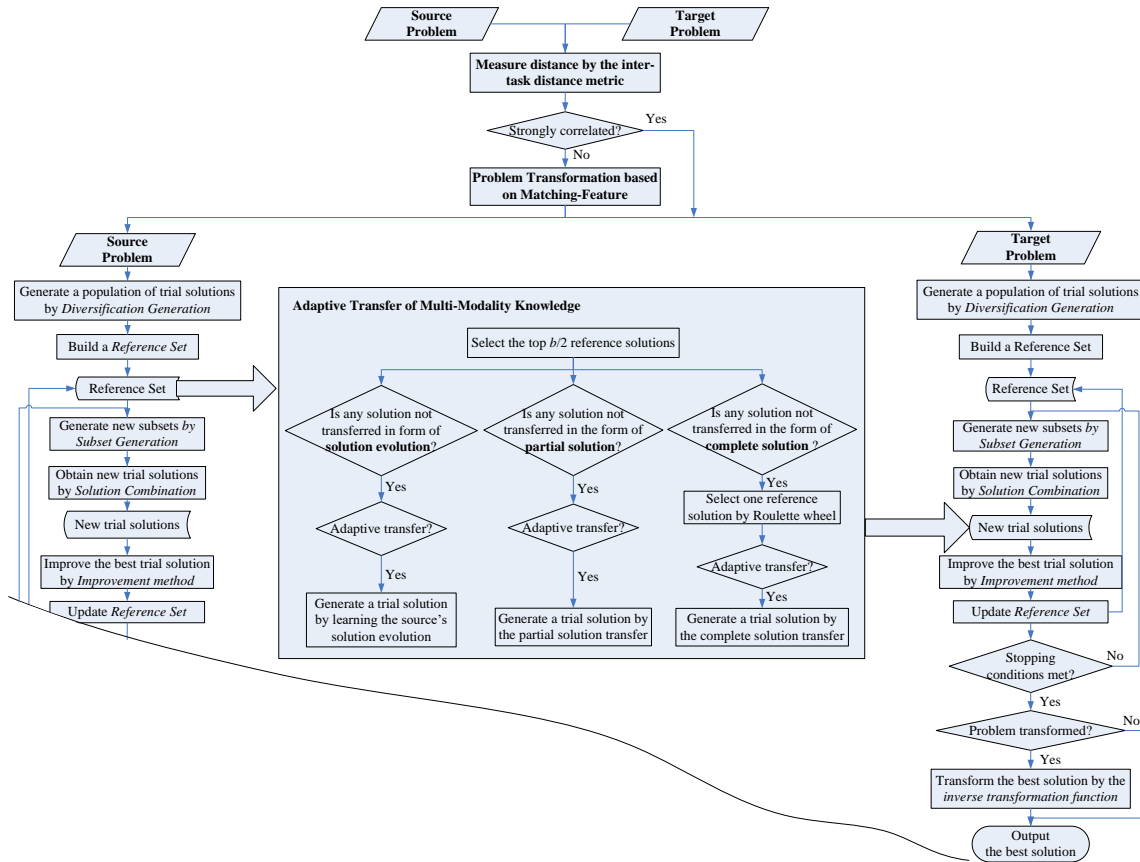 Source
Problem
Target
Problem
Measure distance by the inter-
task distance metric
Strongly correlated?
Yes
No
Problem Transformation based
on Matching-Feature
Source
Problem
Generate a population of trial solutions
by Diversification Generation
Build a Reference Set
Reference Set
Generate new subsets by
Subset Generation
Obtain new trial solutions
by Solution Combination
New trial solutions
Improve the best trial solution
by Improvement method
Update Reference Set
Adaptive Transfer of Multi-Modality Knowledge
Select the top b/2 reference solutions
Is any solution not
transferred in form of
solution evolution?
Yes
Adaptive transfer?
Yes
Generate a trial solution
by learning the source's
solution evolution
Is any solution not
transferred in the form of
partial solution?
Yes
Adaptive transfer?
Yes
Generate a trial solution by
the partial solution transfer
Is any solution not
transferred in the form of
complete solution ?
Yes
Select one reference
solution by Roulette wheel
Adaptive transfer?
Yes
Generate a trial solution by
the complete solution transfer
Target
Problem
Generate a population of trial solutions
by Diversification Generation
Build a Reference Set
Reference Set
Generate new subsets by
Subset Generation
Obtain new trial solutions
by Solution Combination
New trial solutions
Improve the best trial solution
by Improvement method
Update Reference Set
Stopping
conditions met?
No
Yes
Problem transformed?
No
Yes
Transform the best solution by the
inverse transformation function
Output
the best solution